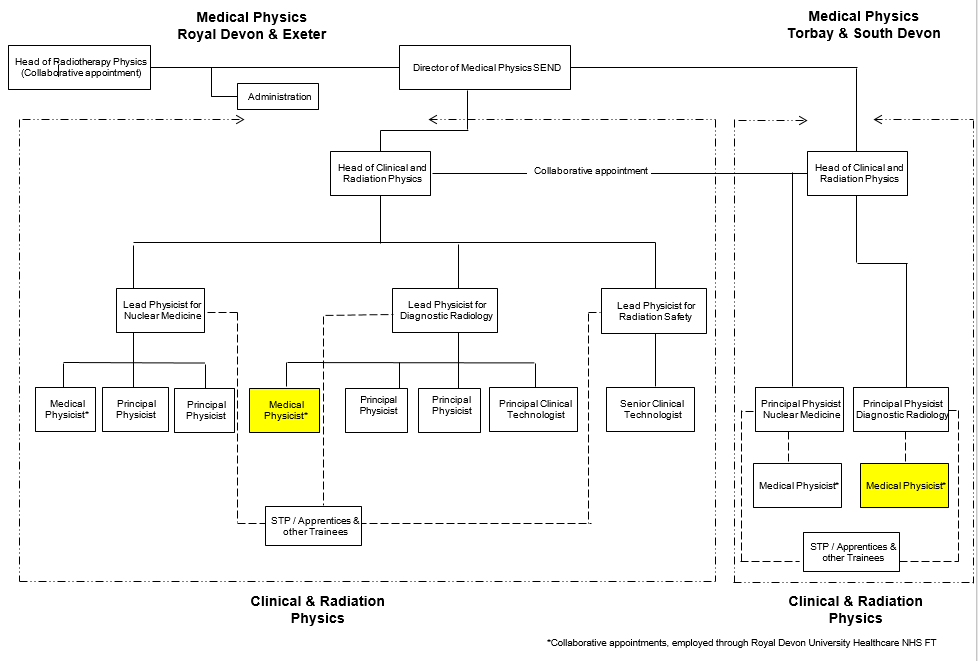 Medical Physics
Royal Devon & Exeter
Medical Physics
Torbay & South Devon
Head of Radiotherapy Physics
(Collaborative appointment)
Director of Medical Physics SEND
Administration
Head of Clinical and
Radiation Physics
Collaborative appointment
Head of Clinical and
Radiation Physics
Lead Physicist for
Nuclear Medicine
Lead Physicist for
Diagnostic Radiology
Lead Physicist for
Radiation Safety
Medical
Physicist*
Principal
Physicist
Principal
Physicist
Medical
Physicist*
Principal
Physicist
Principal
Physicist
Principal Clinical
Technologist
Senior Clinical
Technologist
Principal Physicist
Nuclear Medicine
Principal Physicist
Diagnostic Radiology
Medical Physicist*
Medical Physicist*
STP / Apprentices &
other Trainees
STP / Apprentices &
other Trainees
Clinical & Radiation
Physics
Clinical & Radiation
Physics
*Collaborative appointments, employed through Royal Devon University Healthcare NHS FT